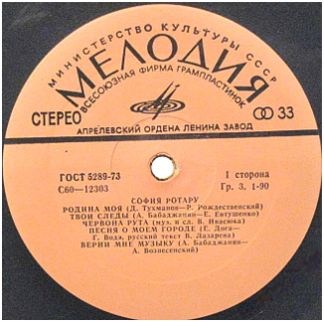 МИНИСТЕРСТВО КУЛЬТУРЫ СССР
МЕЛОДИЯ
ВСЕСОЮЗНАЯ ФИРМА ГРАМПЛАСТИНОК
СТЕРЕО
33
АПРЕЛЕВСКИЙ ОРДЕНА ЛЕНИНА ЗАВОД
ГОСТ 5289-73
С60—12303
1 сторона
Гр. 3. 1-90
СОФИЯ РОТАРУ
РОДИНА МОЯ (Д. Тухманов—Р. Рождественский)
ТВОИ СЛЕДЫ (А. Бабаджанян—Е. Евтушенко)
ЧЕРВОНА РУТА (муз. и сл. В. Ивасюка)
ПЕСНЯ О МОЕМ ГОРОДЕ (Е. Дога—
Г. Водэ, русский текст В. Лазарева)
ВЕРНИ МНЕ МУЗЫКУ (А. Бабаджанян—
А. Вознесенский)